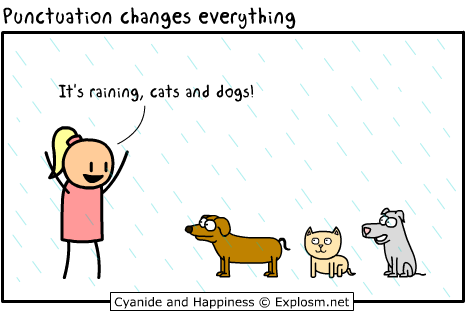 Punctuation changes everything
It's raining, cats and dogs!
Cyanide and Happiness © Explosm.net